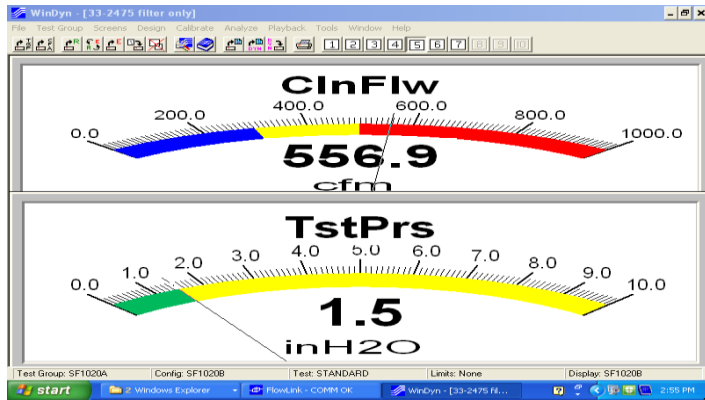 WinDyn - [33-2475 filter only]
File Test Group Screens Design Calibrate Analyze Playback Tools Window Help
1 2 3 4 5 6 7 8 9 10
ClnFlw
0.0 200.0 400.0 600.0 800.0 1000.0
556.9
cfm
TstPrs
0.0 1.0 2.0 3.0 4.0 5.0 6.0 7.0 8.0 9.0 10.0
1.5
inH2O
Test Group: SF1020A Config: SF1020B Test: STANDARD Limits: None Display: SF1020B
start 2 Windows Explorer FlowLink - COMM OK WinDyn - [33-2475 fil... 2:55 PM